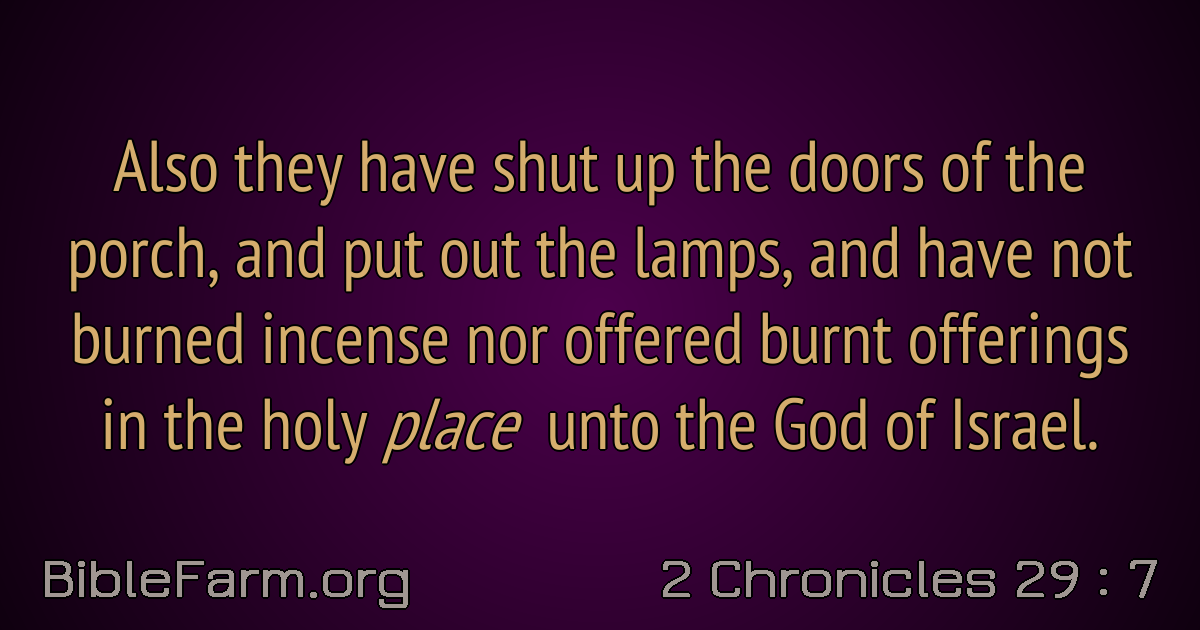 Also they have shut up the doors of the
porch, and put out the lamps, and have not
burned incense nor offered burnt offerings
in the holy place unto the God of Israel.
BibleFarm.org
2 Chronicles 29 : 7